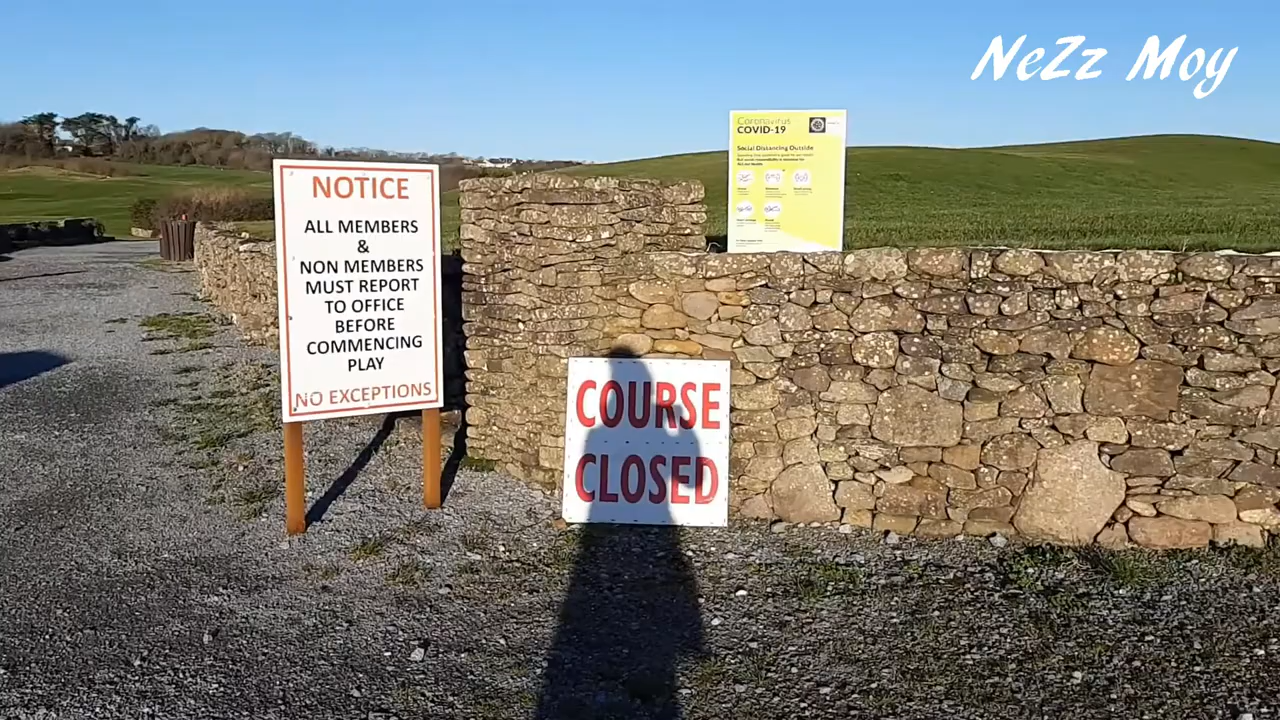 NeZz Moy
Coronavirus
COVID-19
Social Distancing Outside
NOTICE
ALL MEMBERS
&
NON MEMBERS
MUST REPORT
TO OFFICE
BEFORE
COMMENCING
PLAY
NO EXCEPTIONS
COURSE
CLOSED